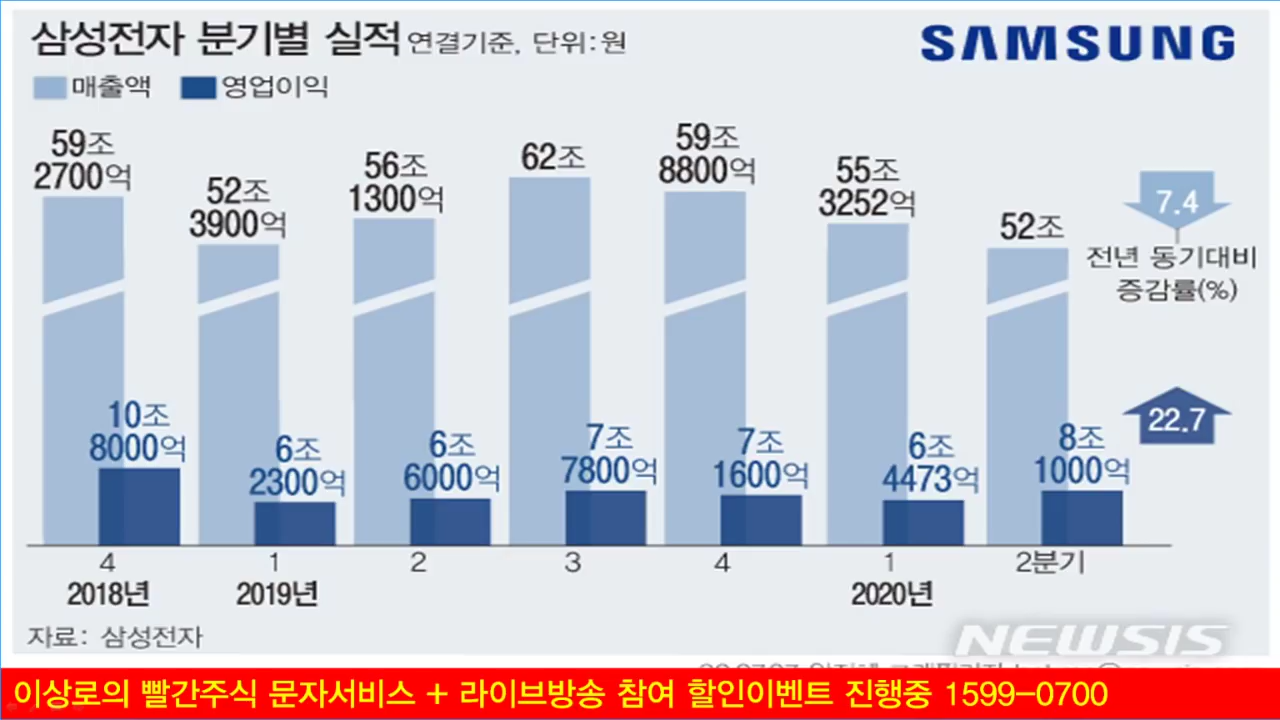 삼성전자 분기별 실적 연결기준, 단위:원
SAMSUNG
매출액 영업이익
59조
2700억
52조
3900억
56조
1300억
62조
59조
8800억
55조
3252억
52조
7.4
전년 동기대비
증감률(%)
10조
8000억
6조
2300억
6조
6000억
7조
7800억
7조
1600억
6조
4473억
8조
1000억
22.7
4 1 2 3 4 1 2분기
2018년 2019년 2020년
자료: 삼성전자
NEWSIS
이상로의 빨간주식 문자서비스 + 라이브방송 참여 할인이벤트 진행중 1599-0700